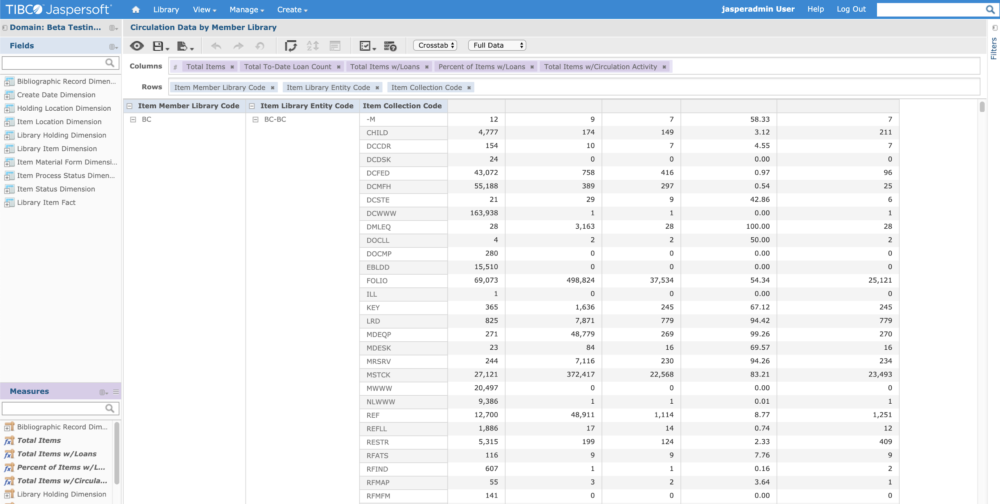 TIBCO Jaspersoft Library View Manage Create jasperadmin User Help Log Out
Domain: Beta Testin... Circulation Data by Member Library
Fields
Crosstab Full Data
Columns # Total Items × Total To-Date Loan Count × Total Items w/Loans × Percent of Items w/Loans × Total Items w/Circulation Activity ×
Rows Item Member Library Code × Item Library Entity Code × Item Collection Code ×
Filters
Bibliographic Record Dimen...
Create Date Dimension
Holding Location Dimension
Item Location Dimension
Library Holding Dimension
Library Item Dimension
Item Material Form Dimensi...
Item Process Status Dimen...
Item Status Dimension
Library Item Fact
Measures
Bibliographic Record Dim...
Total Items
Total Items w/Loans
Percent of Items w/L...
Total Items w/Circula...
Library Holding Dimension
Item Member Library Code Item Library Entity Code Item Collection Code
BC BC-BC -M 12 9 7 58.33 7
CHILD 4,777 174 149 3.12 211
DCCDR 154 10 7 4.55 7
DCDSK 24 0 0 0.00 0
DCFED 43,072 758 416 0.97 96
DCMFH 55,188 389 297 0.54 25
DCSTE 21 29 9 42.86 6
DCWWW 163,938 1 1 0.00 1
DMLEQ 28 3,163 28 100.00 28
DOCLL 4 2 2 50.00 2
DOCMP 280 0 0 0.00 0
EBLDD 15,510 0 0 0.00 0
FOLIO 69,073 498,824 37,534 54.34 25,121
ILL 1 0 0 0.00 0
KEY 365 1,636 245 67.12 245
LRD 825 7,871 779 94.42 779
MDEQP 271 48,779 269 99.26 270
MDESK 23 84 16 69.57 16
MRSRV 244 7,116 230 94.26 234
MSTCK 27,121 372,417 22,568 83.21 23,493
MWWW 20,497 0 0 0.00 0
NLWWW 9,386 1 1 0.01 1
REF 12,700 48,911 1,114 8.77 1,251
REFLL 1,886 17 14 0.74 12
RESTR 5,315 199 124 2.33 409
RFATS 116 9 9 7.76 9
RFIND 607 1 1 0.16 2
RFMAP 55 3 2 3.64 1
RFMFM 141 0 0 0.00 0